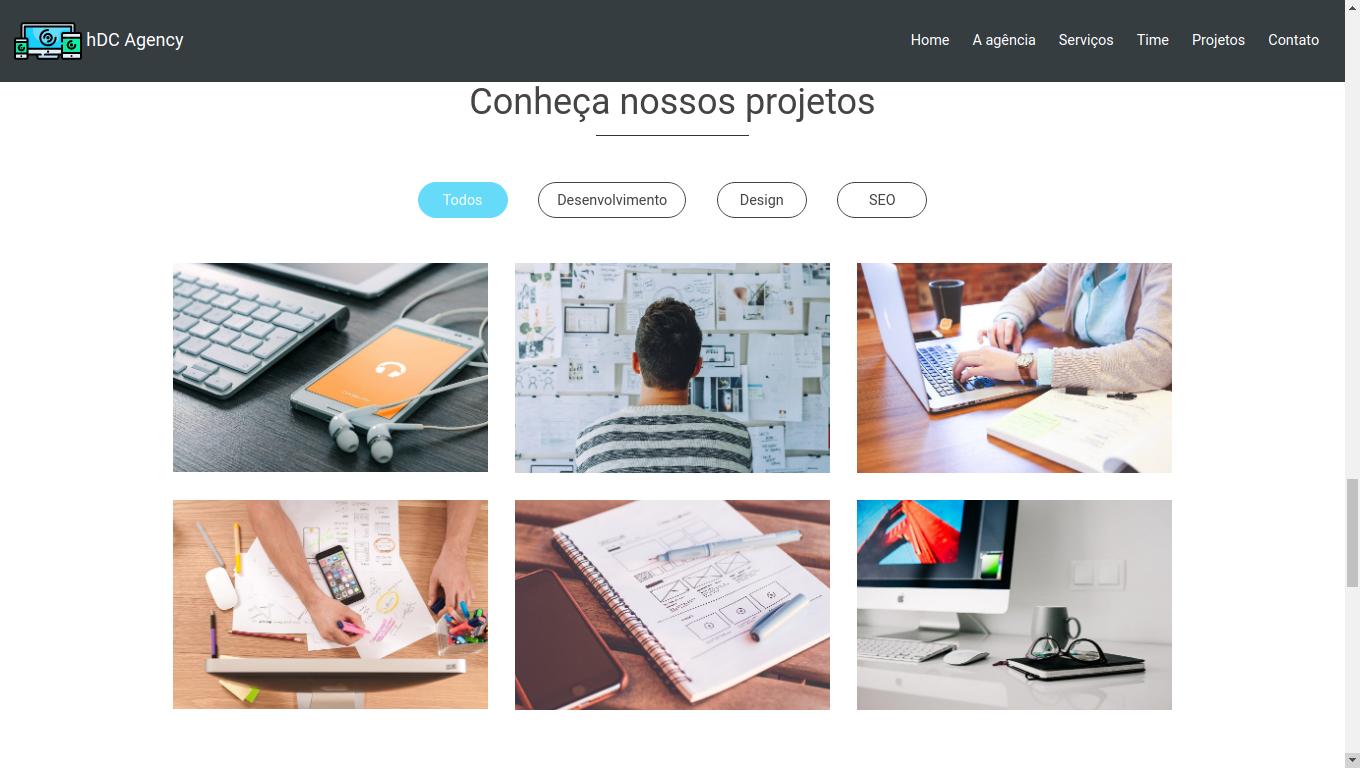 hDC Agency
Home
A agência
Serviços
Time
Projetos
Contato
Conheça nossos projetos
Todos
Desenvolvimento
Design
SEO